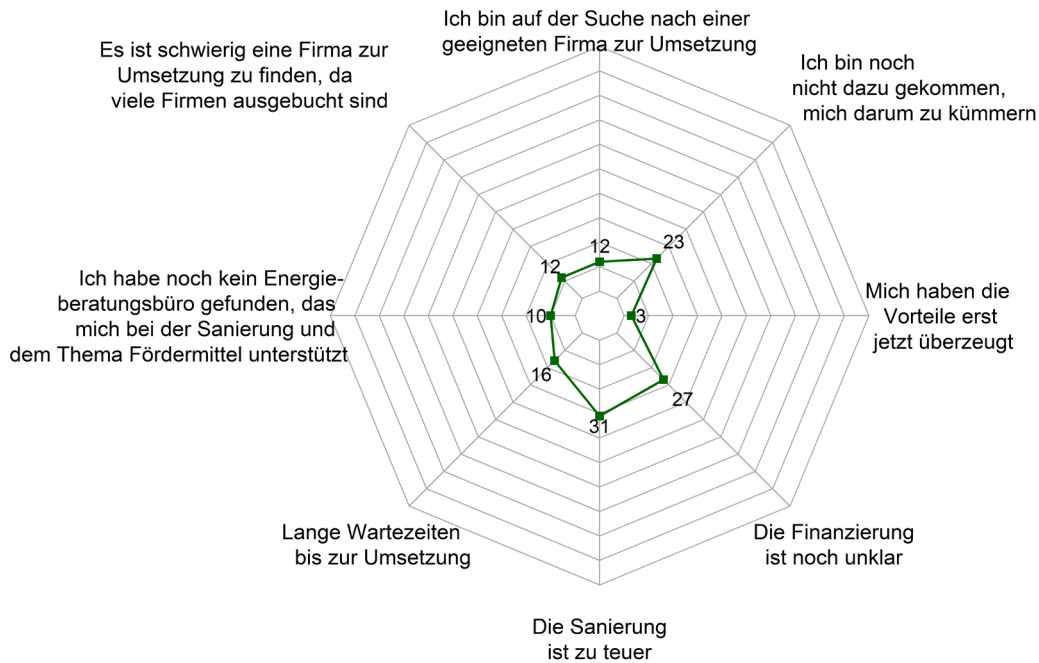 Ich bin auf der Suche nach einer
geeigneten Firma zur Umsetzung
Es ist schwierig eine Firma zur
Umsetzung zu finden, da
viele Firmen ausgebucht sind
Ich bin noch
nicht dazu gekommen,
mich darum zu kümmern
12
23
12
Ich habe noch kein Energie-
beratungsbüro gefunden, das
mich bei der Sanierung und
dem Thema Fördermittel unterstützt
10
3
Mich haben die
Vorteile erst
jetzt überzeugt
16
27
31
Lange Wartezeiten
bis zur Umsetzung
Die Finanzierung
ist noch unklar
Die Sanierung
ist zu teuer